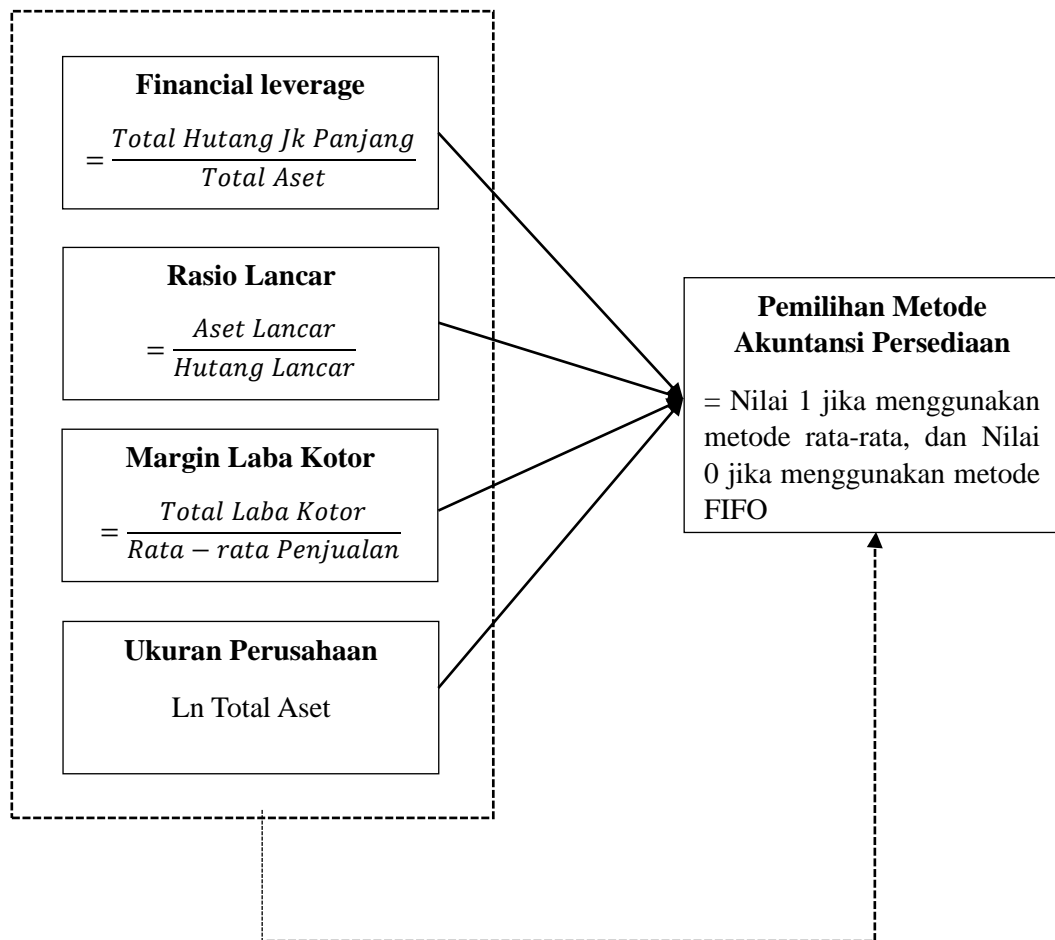 Financial leverage
= Total Hutang Jk Panjang
Total Aset
Rasio Lancar
= Aset Lancar
Hutang Lancar
Margin Laba Kotor
= Total Laba Kotor
Rata − rata Penjualan
Ukuran Perusahaan
Ln Total Aset
Pemilihan Metode
Akuntansi Persediaan
= Nilai 1 jika menggunakan
metode rata-rata, dan Nilai
0 jika menggunakan metode
FIFO